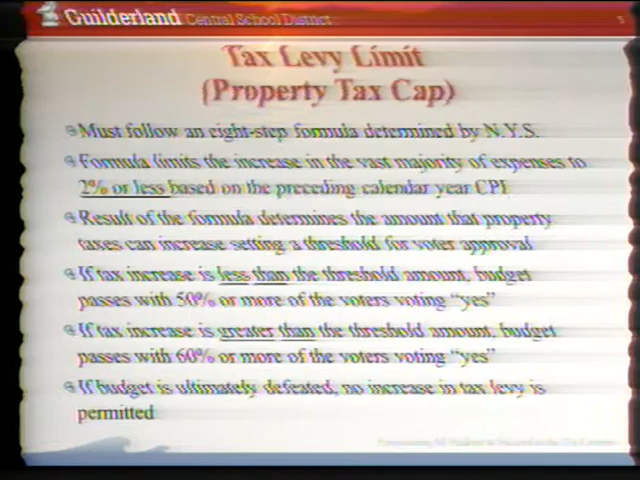 Guilderland Central School District
5
Tax Levy Limit
(Property Tax Cap)
Must follow an eight-step formula determined by N.Y.S.
Formula limits the increase in the vast majority of expenses to
2% or less based on the preceding calendar year CPI
Result of the formula determines the amount that property
taxes can increase setting a threshold for voter approval
If tax increase is less than the threshold amount, budget
passes with 50% or more of the voters voting "yes"
If tax increase is greater than the threshold amount, budget
passes with 60% or more of the voters voting "yes"
If budget is ultimately defeated, no increase in tax levy is
permitted